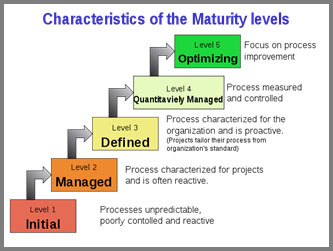 Characteristics of the Maturity levels
Level 5
Optimizing
Focus on process
improvement
Level 4
Quantitaviely Managed
Process measured
and controlled
Level 3
Defined
Process characterized for the
organization and is proactive.
(Projects tailor their process from
organization's standard)
Level 2
Managed
Process characterized for projects
and is often reactive.
Level 1
Initial
Processes unpredictable,
poorly contolled and reactive